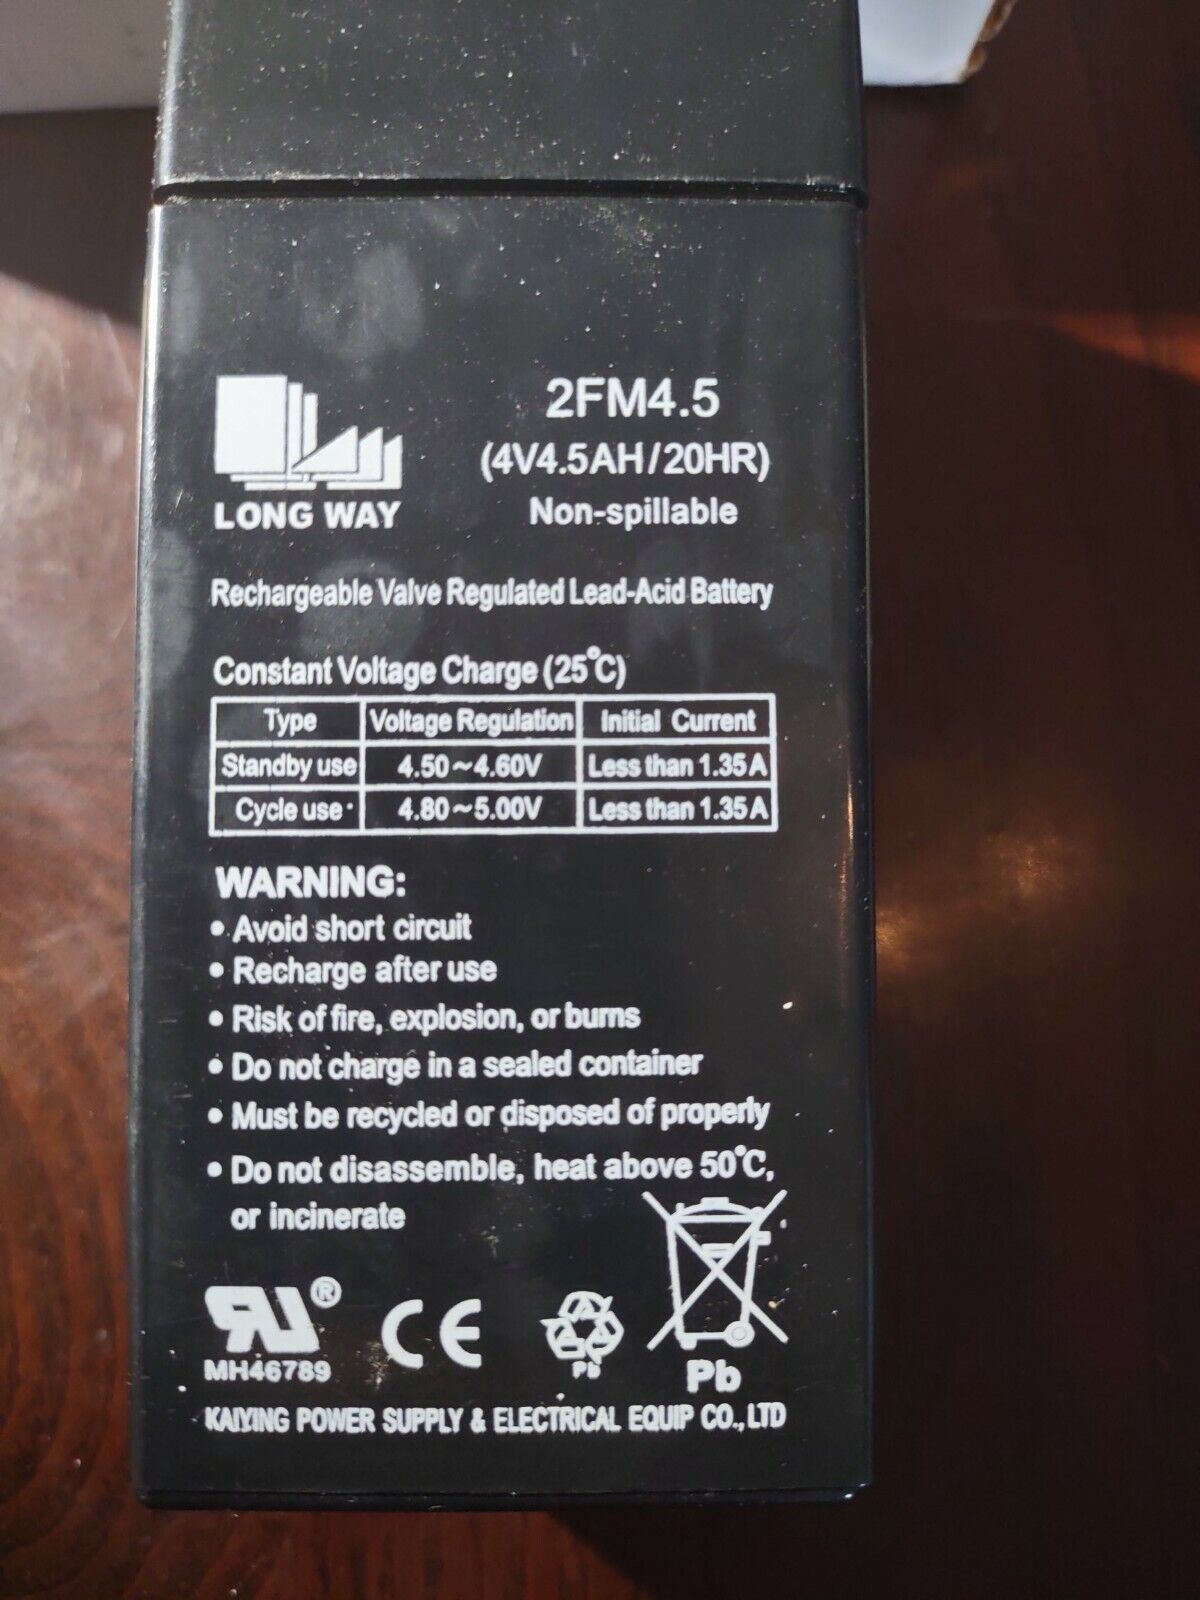 2FM4.5
(4V4.5AH/20HR)
LONG WAY
Non-spillable
Rechargeable Valve Regulated Lead-Acid Battery
Constant Voltage Charge (25°C)
Type Voltage Regulation Initial Current
Standby use 4.50~4.60V Less than 1.35A
Cycle use 4.80~5.00V Less than 1.35A
WARNING:
• Avoid short circuit
• Recharge after use
• Risk of fire, explosion, or burns
• Do not charge in a sealed container
• Must be recycled or disposed of properly
• Do not disassemble, heat above 50°C,
or incinerate
RU®
MH46789
CE
Pb
Pb
KAIYING POWER SUPPLY & ELECTRICAL EQUIP CO., LTD